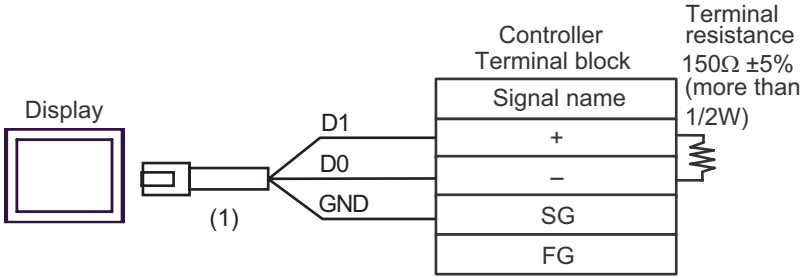 Display
(1)
D1
D0
GND
Controller
Terminal block
Signal name
+
–
SG
FG
Terminal
resistance
150Ω ±5%
(more than
1/2W)